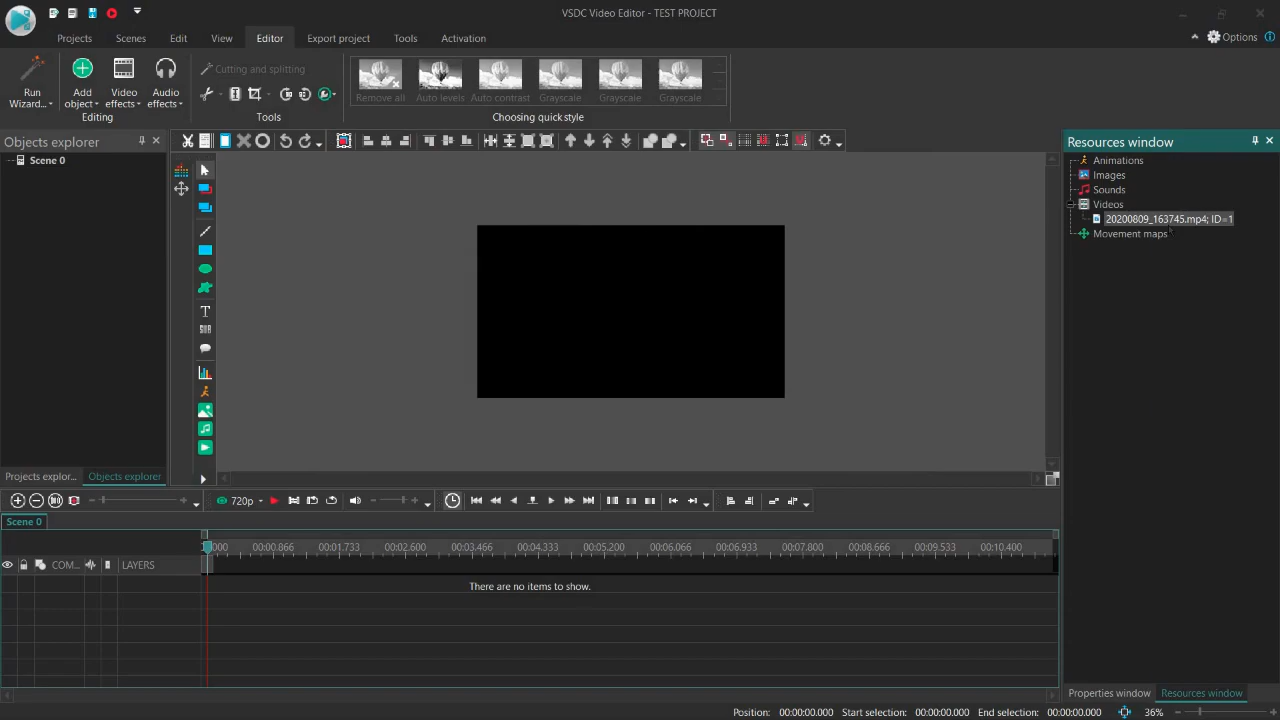 VSDC Video Editor - TEST PROJECT
Projects Scenes Edit View Editor Export project Tools Activation
Options
Run Wizard...
Add object
Video effects
Audio effects
Editing
Cutting and splitting
Tools
Remove all Auto levels Auto contrast Grayscale Grayscale Grayscale
Choosing quick style
Objects explorer
Scene 0
Resources window
Animations
Images
Sounds
Videos
20200809_163745.mp4; ID=1
Movement maps
T
SUB
Projects explor... Objects explorer
720p
Scene 0
:000 00:00.866 00:01.733 00:02.600 00:03.466 00:04.333 00:05.200 00:06.066 00:06.933 00:07.800 00:08.666 00:09.533 00:10.400
COM... LAYERS
There are no items to show.
Properties window Resources window
Position: 00:00:00.000 Start selection: 00:00:00.000 End selection: 00:00:00.000 36%